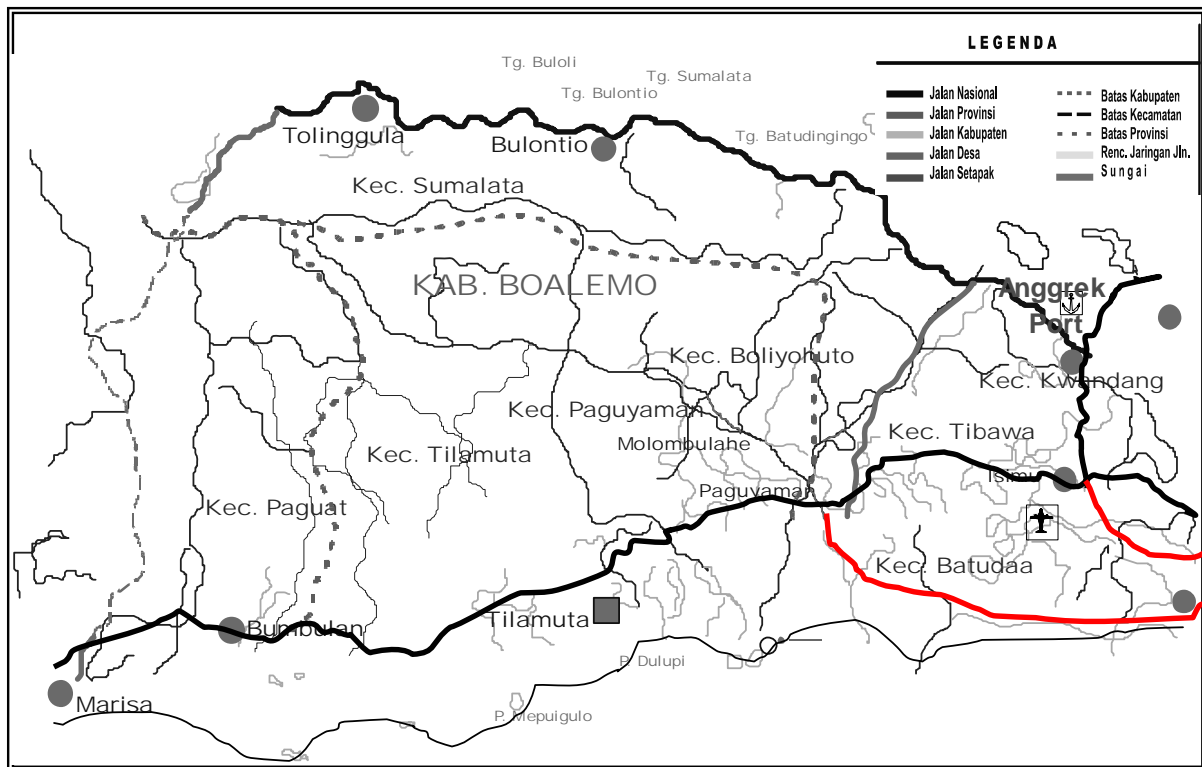 LEGENDA
Jalan Nasional
Jalan Provinsi
Jalan Kabupaten
Jalan Desa
Jalan Setapak
Batas Kabupaten
Batas Kecamatan
Batas Provinsi
Renc. Jaringan Jln.
Sungai
Tg. Buloli
Tg. Sumalata
Tg. Bulontio
Tg. Batudingingo
Tolinggula
Bulontio
Kec. Sumalata
KAB. BOALEMO
Anggrek
Port
Kec. Boliyohuto
Kec. Kwandang
Kec. Paguyaman
Kec. Tibawa
Molombulahe
Kec. Tilamuta
Isimu
Paguyaman
Kec. Paguat
Kec. Batudaa
Tilamuta
Bumbulan
P. Dulupi
Marisa
P. Mepuigulo